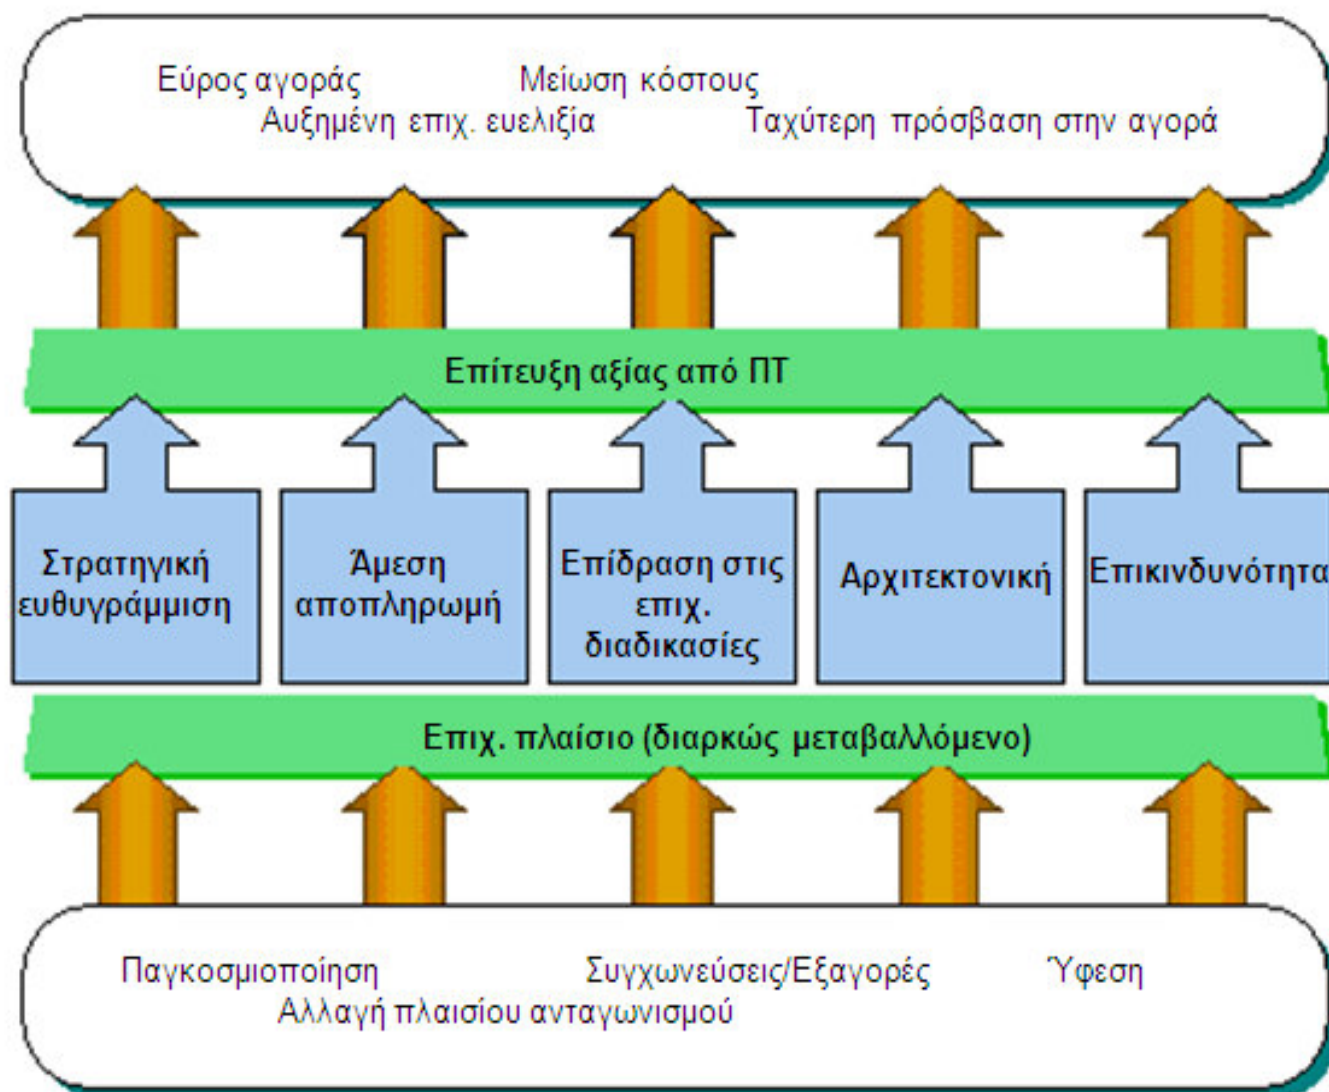 Εύρος αγοράς Μείωση κόστους
Αυξημένη επιχ. ευελιξία Ταχύτερη πρόσβαση στην αγορά
Επίτευξη αξίας από ΠΤ
Στρατηγική
ευθυγράμμιση
Άμεση
αποπληρωμή
Επίδραση στις
επιχ.
διαδικασίες
Αρχιτεκτονική
Επικινδυνότητα
Επιχ. πλαίσιο (διαρκώς μεταβαλλόμενο)
Παγκοσμιοποίηση Συγχωνεύσεις/Εξαγορές Ύφεση
Αλλαγή πλαισίου ανταγωνισμού